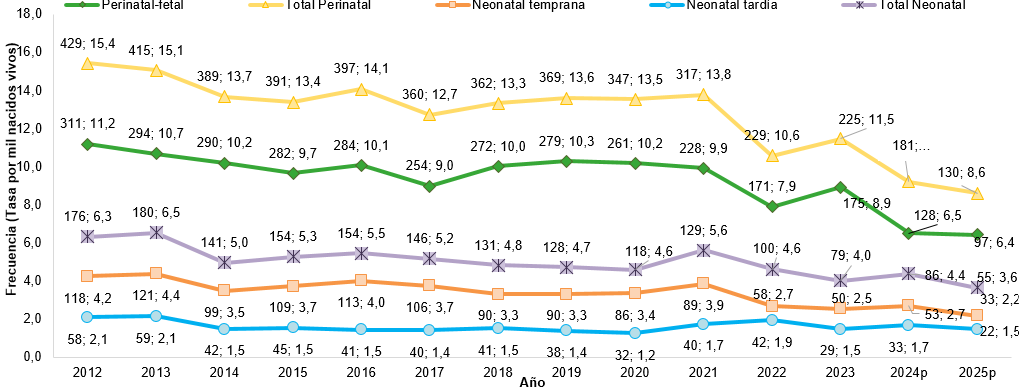 Perinatal-fetal Total Perinatal Neonatal temprana Neonatal tardia Total Neonatal
Frecuencia (Tasa por mil nacidos vivos)
18,0
16,0
14,0
12,0
10,0
8,0
6,0
4,0
2,0
0,0
429; 15,4 415; 15,1 389; 13,7 391; 13,4 397; 14,1 360; 12,7 362; 13,3 369; 13,6 347; 13,5 317; 13,8 229; 10,6 225; 11,5 181;... 130; 8,6
311; 11,2 294; 10,7 290; 10,2 282; 9,7 284; 10,1 254; 9,0 272; 10,0 279; 10,3 261; 10,2 228; 9,9 171; 7,9 175; 8,9 128; 6,5 97; 6,4
176; 6,3 180; 6,5 141; 5,0 154; 5,3 154; 5,5 146; 5,2 131; 4,8 128; 4,7 118; 4,6 129; 5,6 100; 4,6 79; 4,0 86; 4,4 55; 3,6
118; 4,2 121; 4,4 99; 3,5 109; 3,7 113; 4,0 106; 3,7 90; 3,3 90; 3,3 86; 3,4 89; 3,9 58; 2,7 50; 2,5 53; 2,7 33; 2,2
58; 2,1 59; 2,1 42; 1,5 45; 1,5 41; 1,5 40; 1,4 41; 1,5 38; 1,4 32; 1,2 40; 1,7 42; 1,9 29; 1,5 33; 1,7 22; 1,5
2012 2013 2014 2015 2016 2017 2018 2019 2020 2021 2022 2023 2024p 2025p
Año